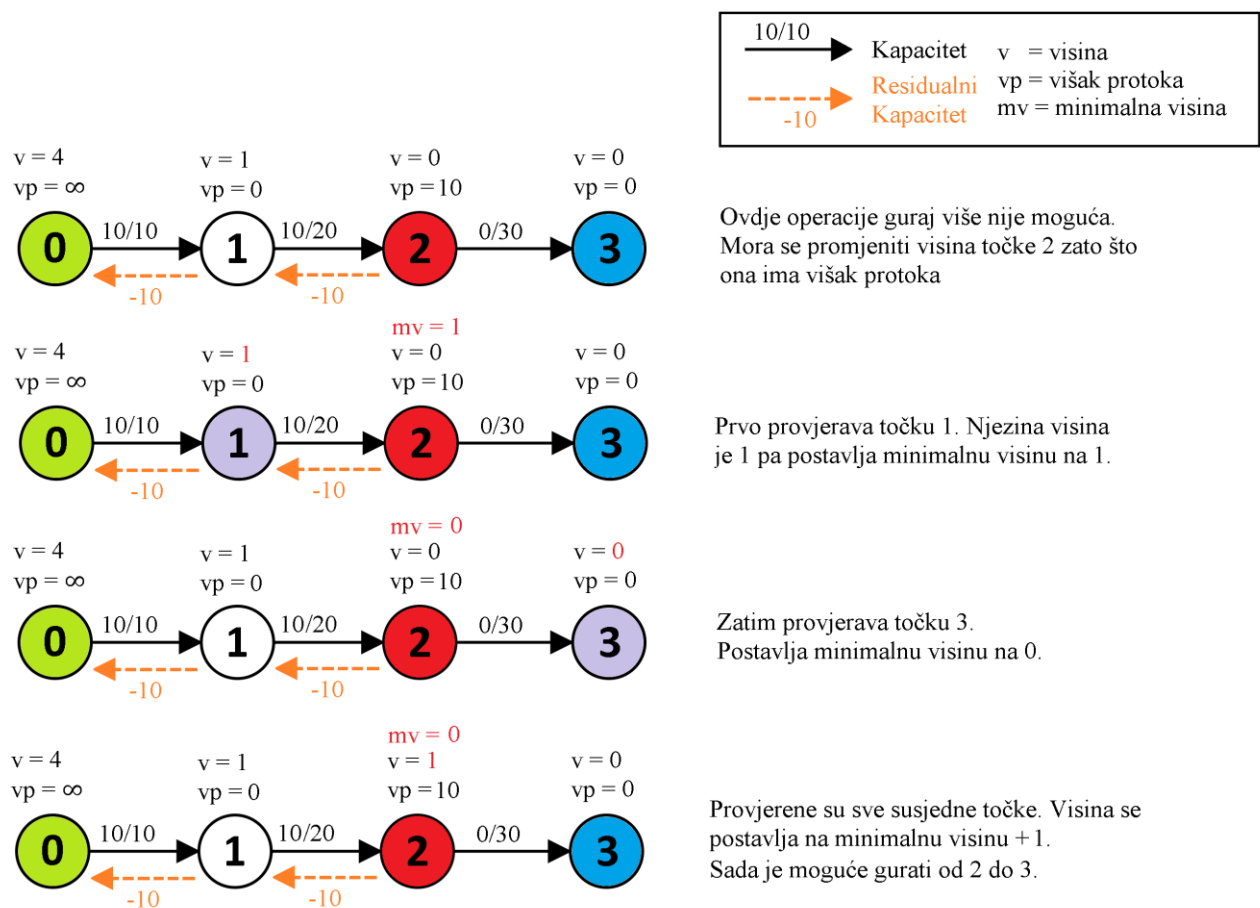 10/10
Kapacitet
v = visina
vp = višak protoka
mv = minimalna visina
Residualni
Kapacitet
-10
v = 4
vp = ∞
v = 1
vp = 0
v = 0
vp = 10
v = 0
vp = 0
0 10/10 1 10/20 2 0/30 3
-10 -10
Ovdje operacije guraj više nije moguća.
Mora se promjeniti visina točke 2 zato što
ona ima višak protoka
mv = 1
v = 4
vp = ∞
v = 1
vp = 0
v = 0
vp = 10
v = 0
vp = 0
0 10/10 1 10/20 2 0/30 3
-10 -10
Prvo provjerava točku 1. Njezina visina
je 1 pa postavlja minimalnu visinu na 1.
mv = 0
v = 4
vp = ∞
v = 1
vp = 0
v = 0
vp = 10
v = 0
vp = 0
0 10/10 1 10/20 2 0/30 3
-10 -10
Zatim provjerava točku 3.
Postavlja minimalnu visinu na 0.
mv = 0
v = 4
vp = ∞
v = 1
vp = 0
v = 1
vp = 10
v = 0
vp = 0
0 10/10 1 10/20 2 0/30 3
-10 -10
Provjerene su sve susjedne točke. Visina se
postavlja na minimalnu visinu +1.
Sada je moguće gurati od 2 do 3.